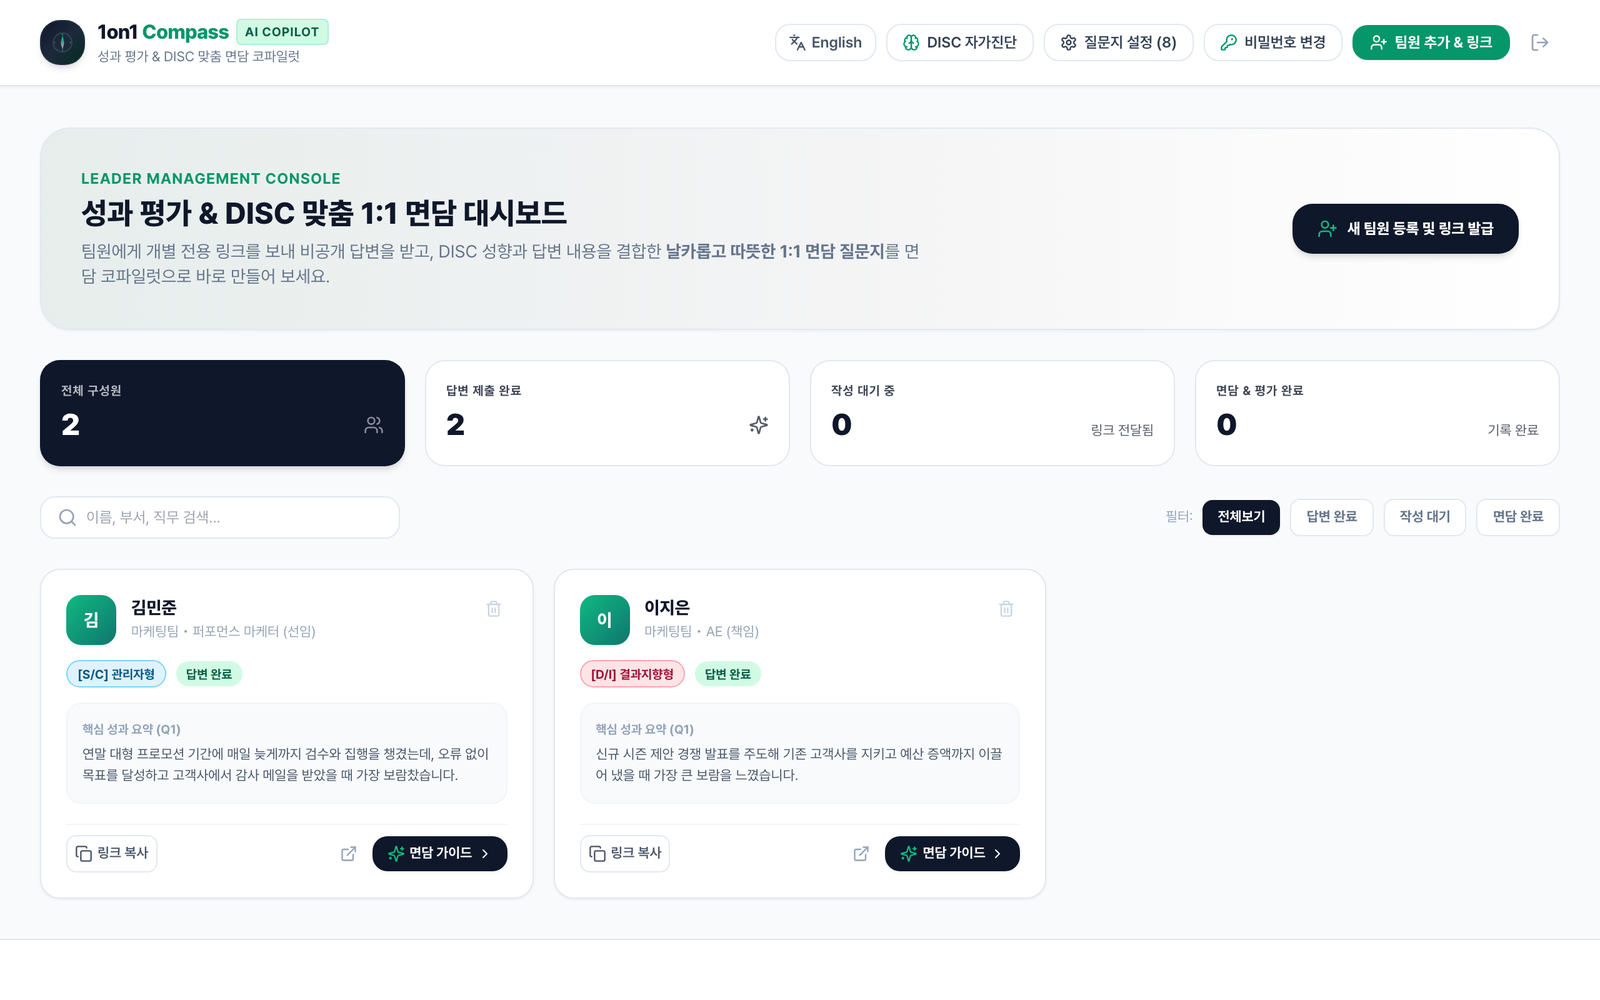 1on1 Compass AI COPILOT
성과 평가 & DISC 맞춤 면담 코파일럿
English
DISC 자가진단
질문지 설정 (8)
비밀번호 변경
팀원 추가 & 링크
LEADER MANAGEMENT CONSOLE
성과 평가 & DISC 맞춤 1:1 면담 대시보드
팀원에게 개별 전용 링크를 보내 비공개 답변을 받고, DISC 성향과 답변 내용을 결합한 날카롭고 따뜻한 1:1 면담 질문지를 면
담 코파일럿으로 바로 만들어 보세요.
새 팀원 등록 및 링크 발급
전체 구성원
2
답변 제출 완료
2
작성 대기 중
0
링크 전달됨
면담 & 평가 완료
0
기록 완료
이름, 부서, 직무 검색...
필터:
전체보기
답변 완료
작성 대기
면담 완료
김
김민준
마케팅팀 • 퍼포먼스 마케터 (선임)
[S/C] 관리자형
답변 완료
핵심 성과 요약 (Q1)
연말 대형 프로모션 기간에 매일 늦게까지 검수와 집행을 챙겼는데, 오류 없이
목표를 달성하고 고객사에서 감사 메일을 받았을 때 가장 보람찼습니다.
링크 복사
면담 가이드
이
이지은
마케팅팀 • AE (책임)
[D/I] 결과지향형
답변 완료
핵심 성과 요약 (Q1)
신규 시즌 제안 경쟁 발표를 주도해 기존 고객사를 지키고 예산 증액까지 이끌
어 냈을 때 가장 큰 보람을 느꼈습니다.
링크 복사
면담 가이드